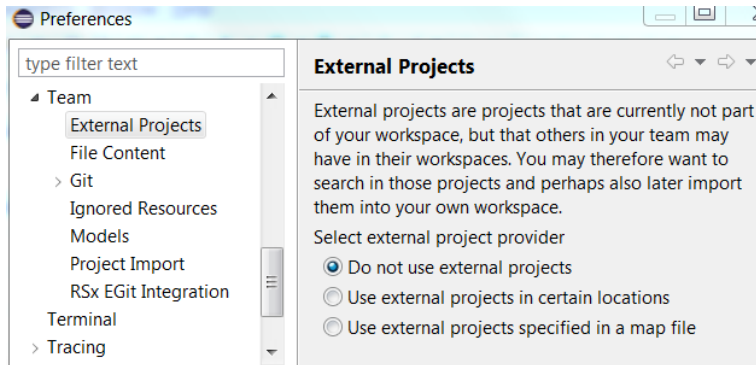 Preferences
type filter text
Team
External Projects
File Content
Git
Ignored Resources
Models
Project Import
RSx EGit Integration
Terminal
Tracing
External Projects
External projects are projects that are currently not part
of your workspace, but that others in your team may
have in their workspaces. You may therefore want to
search in those projects and perhaps also later import
them into your own workspace.
Select external project provider
Do not use external projects
Use external projects in certain locations
Use external projects specified in a map file